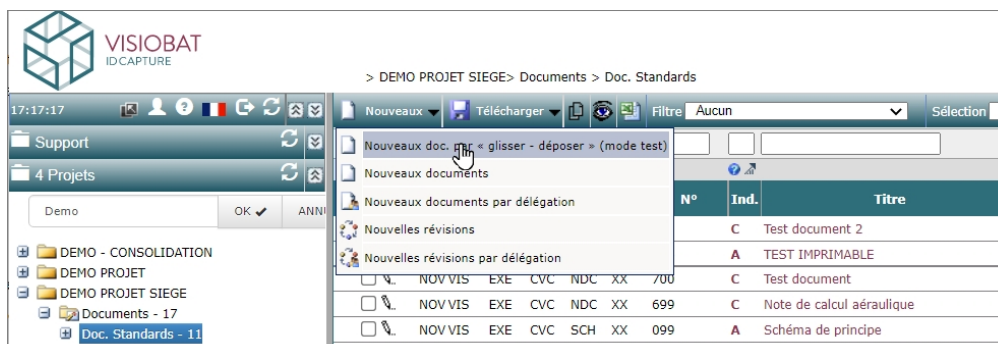 VISIOBAT
ID CAPTURE
> DEMO PROJET SIEGE> Documents > Doc. Standards
17:17:17
Nouveaux Télécharger Filtre Aucun Sélection
Support
4 Projets
Demo OK ANN
DEMO - CONSOLIDATION
DEMO PROJET
DEMO PROJET SIEGE
Documents - 17
Doc. Standards - 11
Nouveaux doc. par « glisser - déposer » (mode test)
Nouveaux documents
Nouveaux documents par délégation
Nouvelles révisions
Nouvelles révisions par délégation
N° Ind. Titre
C Test document 2
A TEST IMPRIMABLE
NOV VIS EXE CVC NDC XX 700 C Test document
NOV VIS EXE CVC NDC XX 699 C Note de calcul aéraulique
NOV VIS EXE CVC SCH XX 099 A Schéma de principe